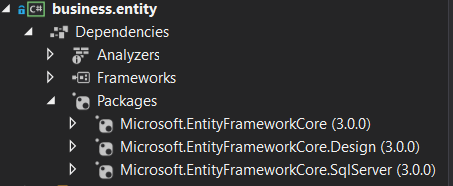 C# business.entity
Dependencies
Analyzers
Frameworks
Packages
Microsoft.EntityFrameworkCore (3.0.0)
Microsoft.EntityFrameworkCore.Design (3.0.0)
Microsoft.EntityFrameworkCore.SqlServer (3.0.0)